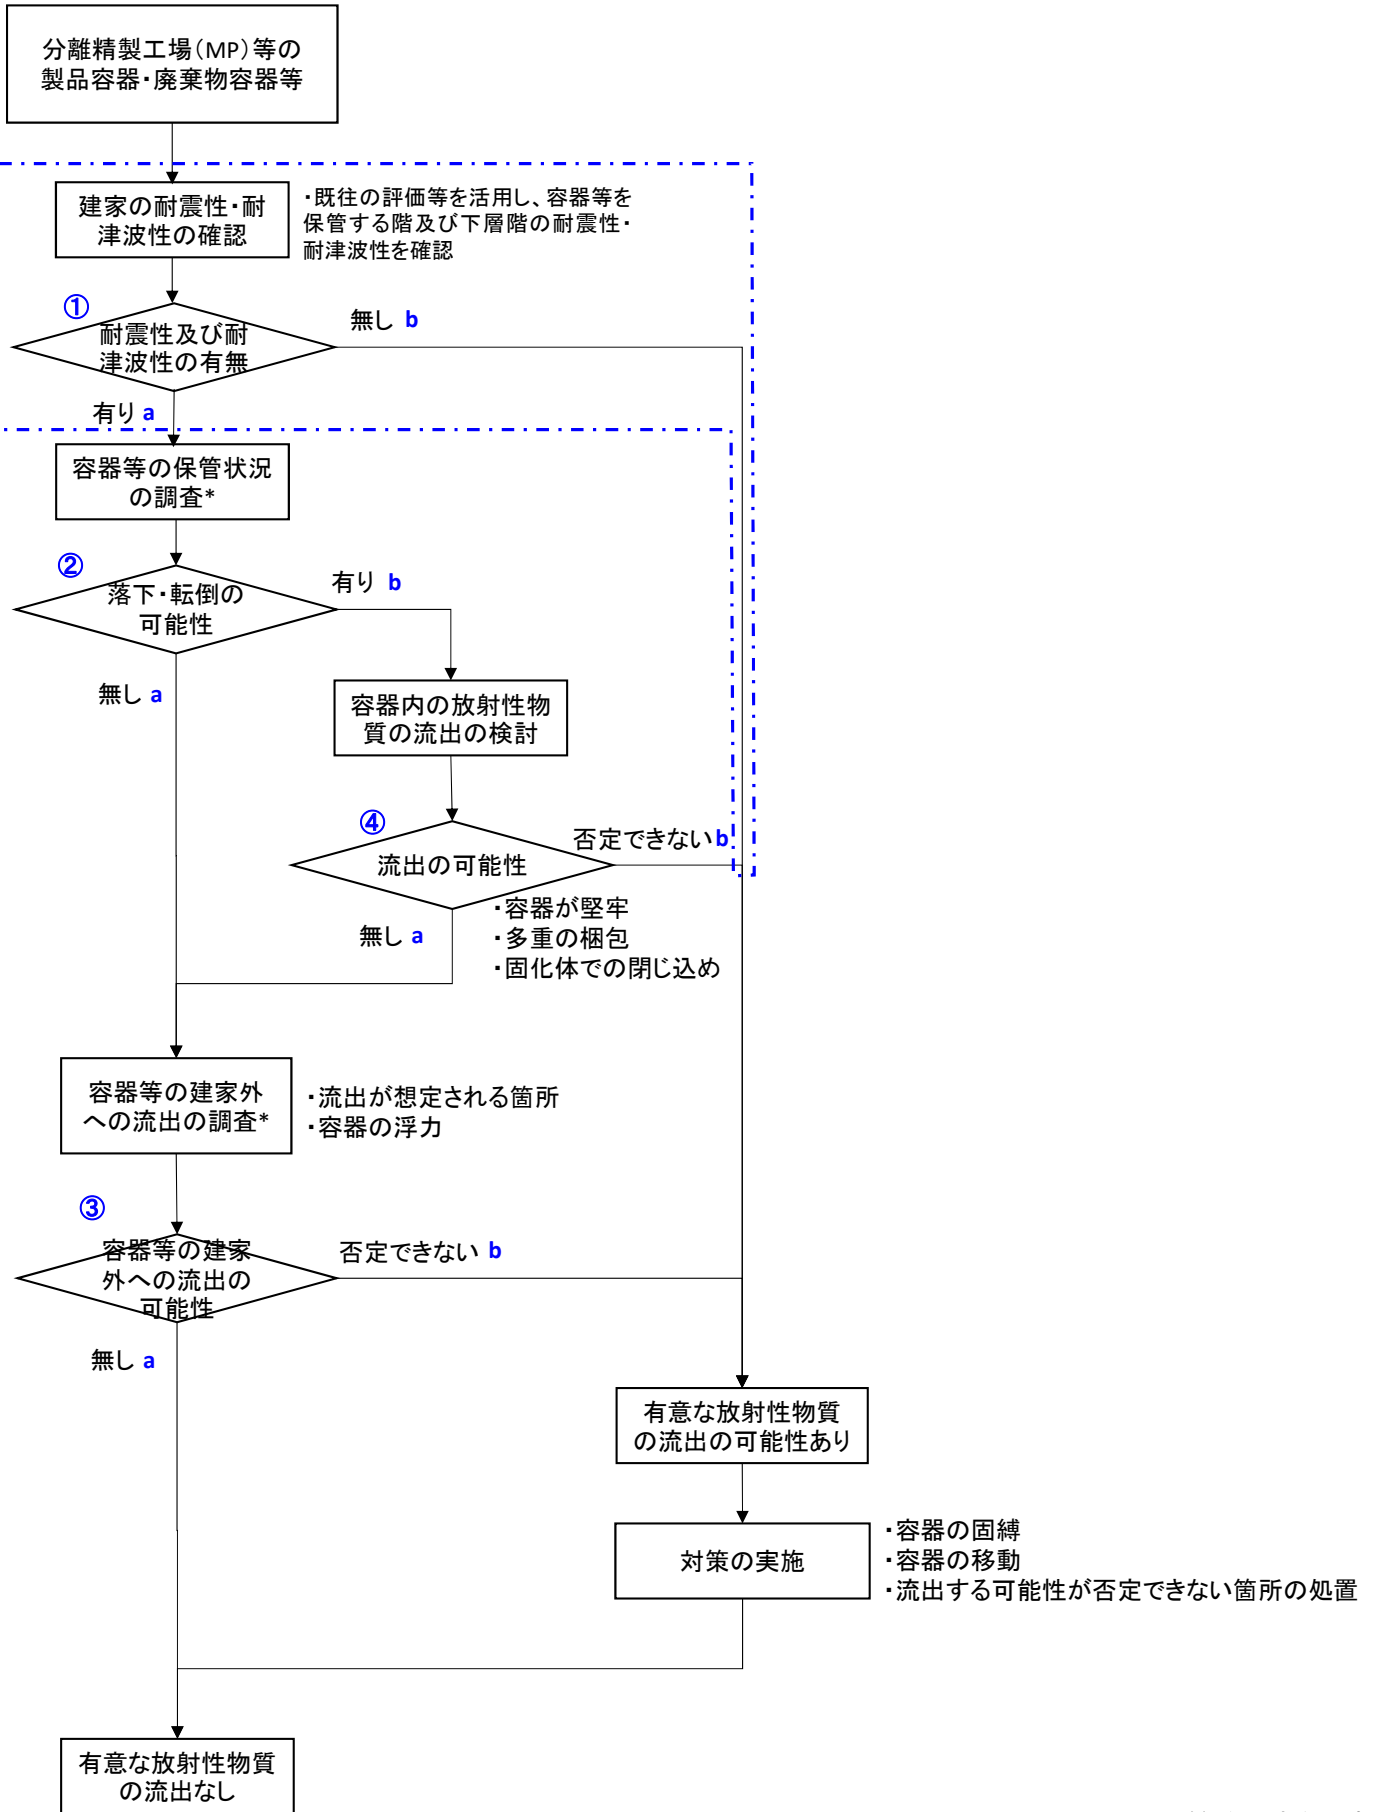 分離精製工場（MP）等の
製品容器・廃棄物容器等
建家の耐震性・耐
津波性の確認
・既往の評価等を活用し、容器等を
保管する階及び下層階の耐震性・
耐津波性を確認
①
耐震性及び耐
津波性の有無
無し b
有り a
容器等の保管状況
の調査*
②
落下・転倒の
可能性
有り b
無し a
容器内の放射性物
質の流出の検討
④
流出の可能性
否定できない b
無し a
・容器が堅牢
・多重の梱包
・固化体での閉じ込め
容器等の建家外
への流出の調査*
・流出が想定される箇所
・容器の浮力
③
容器等の建家
外への流出の
可能性
否定できない b
無し a
有意な放射性物質
の流出の可能性あり
対策の実施
・容器の固縛
・容器の移動
・流出する可能性が否定できない箇所の処置
有意な放射性物質
の流出なし